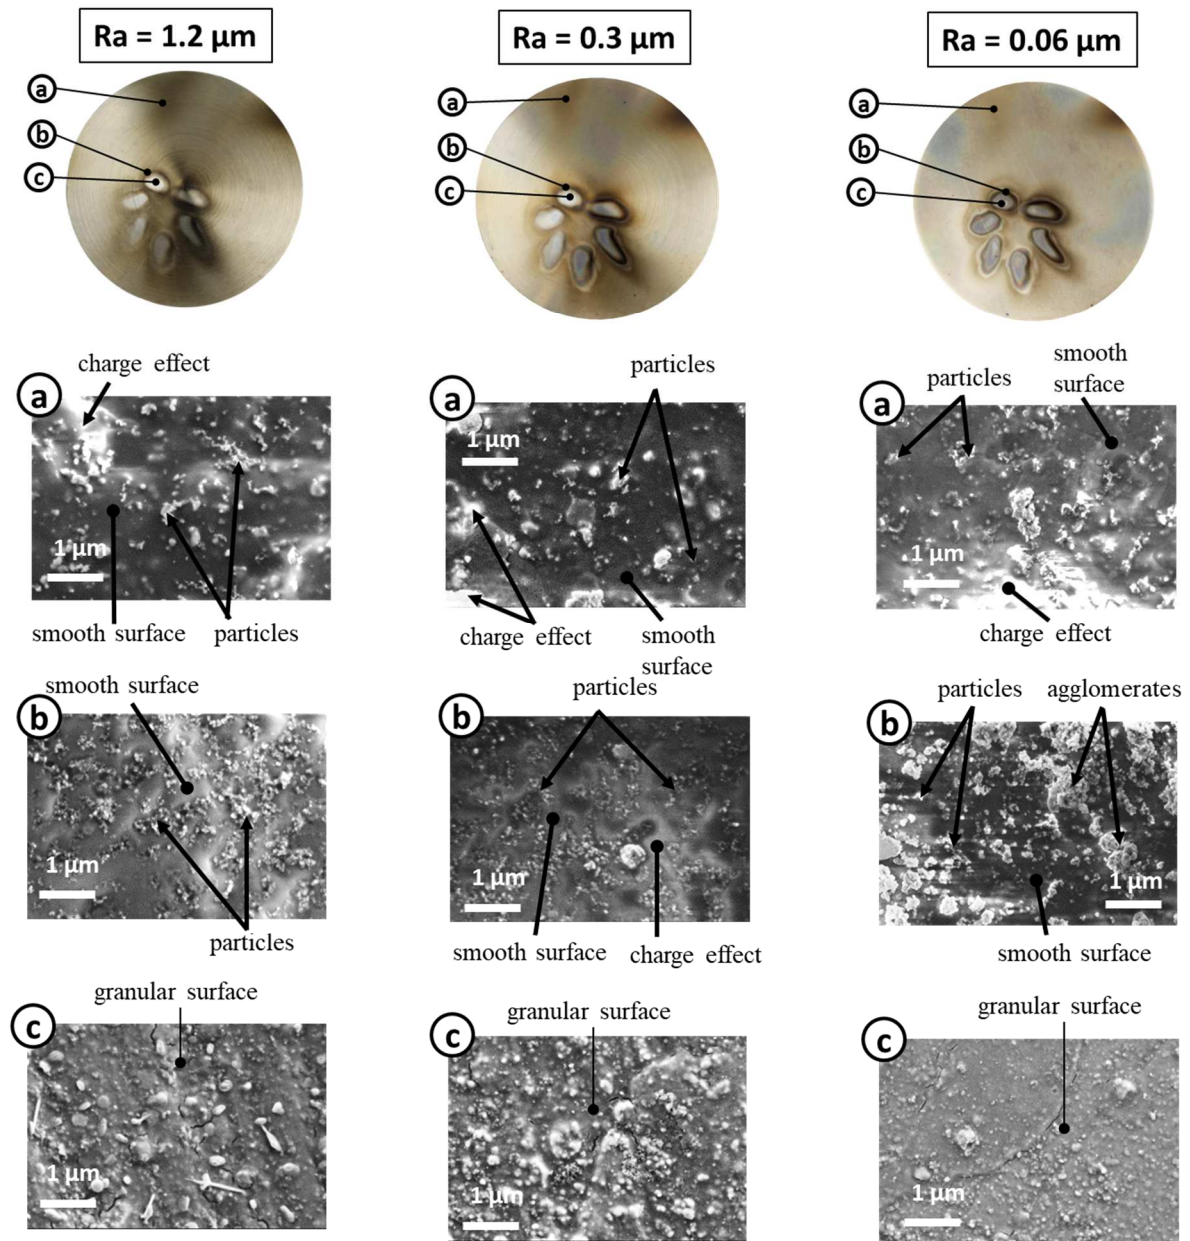 Ra = 1.2 µm
Ra = 0.3 µm
Ra = 0.06 µm
a
b
c
a
b
c
a
b
c
charge effect
a
1 µm
smooth surface
particles
particles
a
1 µm
charge effect
smooth
surface
particles
smooth
surface
a
1 µm
charge effect
smooth surface
b
1 µm
particles
particles
b
1 µm
smooth surface
charge effect
particles
agglomerates
b
1 µm
smooth surface
granular surface
c
1 µm
granular surface
c
1 µm
granular surface
c
1 µm